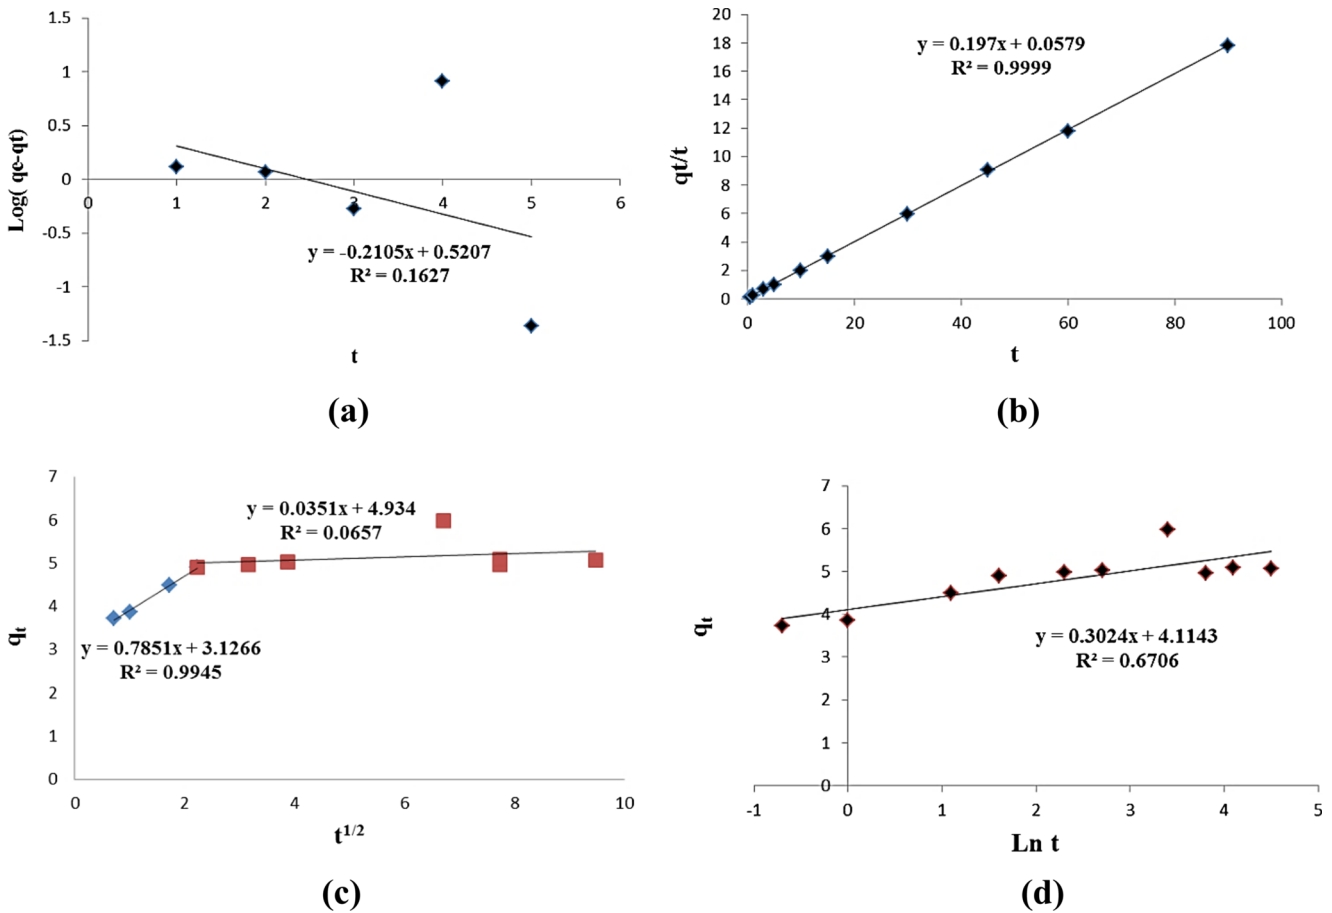 1.5
1
0.5
0
-0.5
-1
-1.5
Log( qe-qt)
0
1
2
3
4
5
6
y = -0.2105x + 0.5207
R² = 0.1627
t
(a)
20
18
16
14
12
10
8
6
4
2
0
qt/t
y = 0.197x + 0.0579
R² = 0.9999
0
20
40
60
80
100
t
(b)
7
6
5
4
3
2
1
0
qt
y = 0.0351x + 4.934
R² = 0.0657
y = 0.7851x + 3.1266
R² = 0.9945
0
2
4
6
8
10
t1/2
(c)
7
6
5
4
3
2
1
0
qt
y = 0.3024x + 4.1143
R² = 0.6706
-1
0
1
2
3
4
5
Ln t
(d)